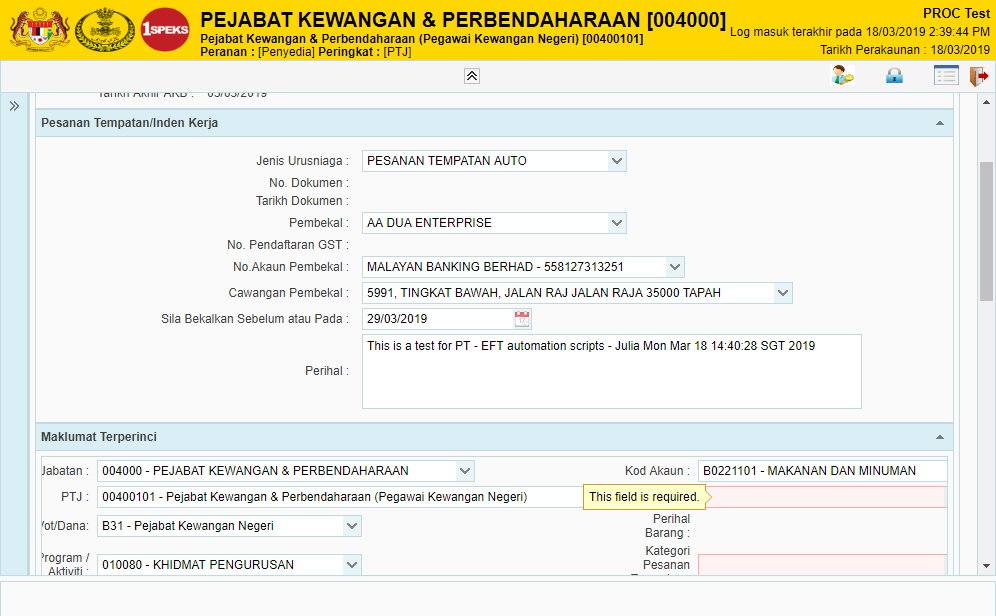 PEJABAT KEWANGAN & PERBENDAHARAAN [004000]
Pejabat Kewangan & Perbendaharaan (Pegawai Kewangan Negeri) [00400101]
Peranan : [Penyedia] Peringkat : [PTJ]
PROC Test
Log masuk terakhir pada 18/03/2019 2:39:44 PM
Tarikh Perakaunan : 18/03/2019
1SPEKS
Tarikh Akhir ARB : 05/03/2019
Pesanan Tempatan/Inden Kerja
Jenis Urusniaga : PESANAN TEMPATAN AUTO
No. Dokumen :
Tarikh Dokumen :
Pembekal : AA DUA ENTERPRISE
No. Pendaftaran GST :
No.Akaun Pembekal : MALAYAN BANKING BERHAD - 558127313251
Cawangan Pembekal : 5991, TINGKAT BAWAH, JALAN RAJ JALAN RAJA 35000 TAPAH
Sila Bekalkan Sebelum atau Pada : 29/03/2019
Perihal : This is a test for PT - EFT automation scripts - Julia Mon Mar 18 14:40:28 SGT 2019
Maklumat Terperinci
Jabatan : 004000 - PEJABAT KEWANGAN & PERBENDAHARAAN
Kod Akaun : B0221101 - MAKANAN DAN MINUMAN
PTJ : 00400101 - Pejabat Kewangan & Perbendaharaan (Pegawai Kewangan Negeri)
This field is required.
Vot/Dana: B31 - Pejabat Kewangan Negeri
Perihal
Barang :
Program /
Aktiviti : 010080 - KHIDMAT PENGURUSAN
Kategori
Pesanan